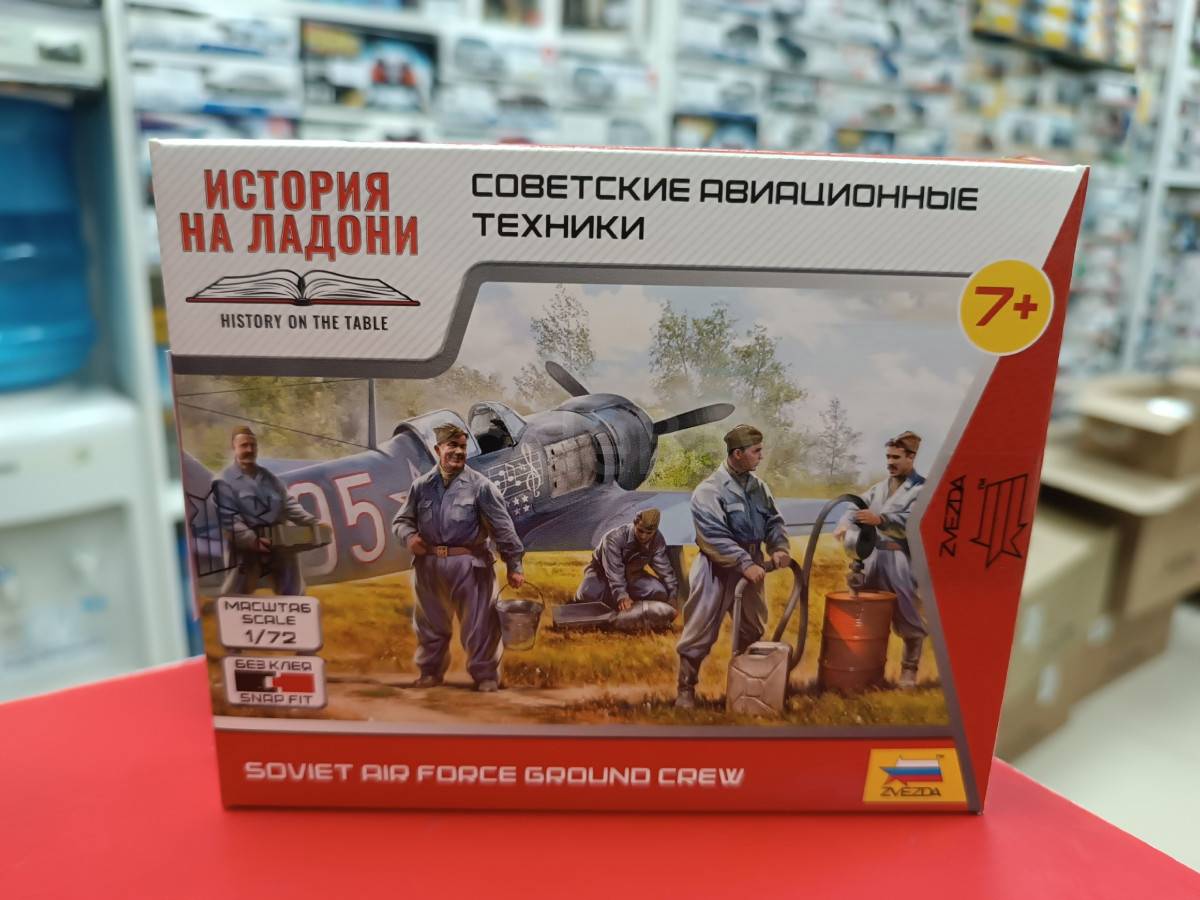 ИСТОРИЯ
НА ЛАДОНИ
HISTORY ON THE TABLE
СОВЕТСКИЕ АВИАЦИОННЫЕ
ТЕХНИКИ
7+
95
ZVEZDA
МАСШТАБ
SCALE
1/72
БЕЗ КЛЕЯ
SNAP FIT
SOVIET AIR FORCE GROUND CREW
ZVEZDA